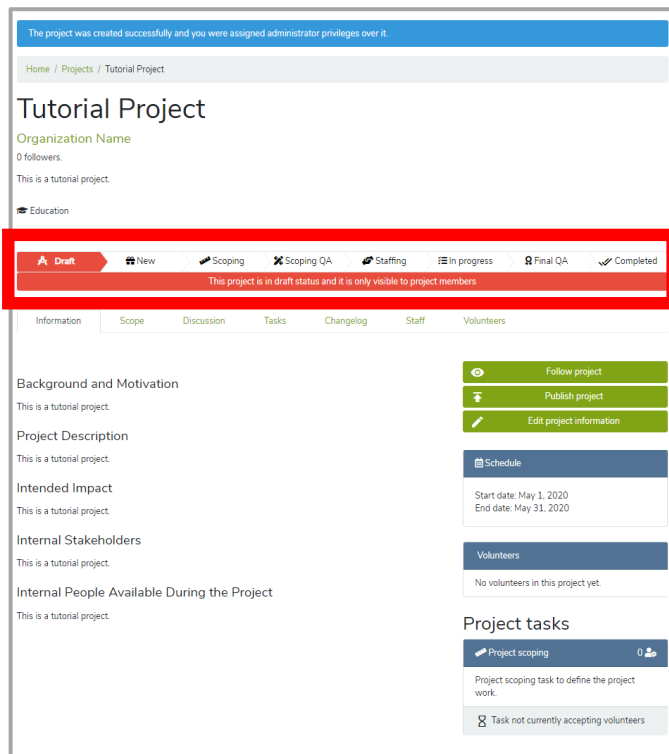 The project was created successfully and you were assigned administrator privileges over it.
Home / Projects / Tutorial Project
Tutorial Project
Organization Name
0 followers.
This is a tutorial project.
Education
Draft New Scoping Scoping QA Staffing In progress Final QA Completed
This project is in draft status and it is only visible to project members
Information Scope Discussion Tasks Changelog Staff Volunteers
Background and Motivation
This is a tutorial project.
Project Description
This is a tutorial project.
Intended Impact
This is a tutorial project.
Internal Stakeholders
This is a tutorial project.
Internal People Available During the Project
This is a tutorial project.
Follow project
Publish project
Edit project information
Schedule
Start date: May 1, 2020
End date: May 31, 2020
Volunteers
No volunteers in this project yet.
Project tasks
Project scoping 0
Project scoping task to define the project
work.
Task not currently accepting volunteers